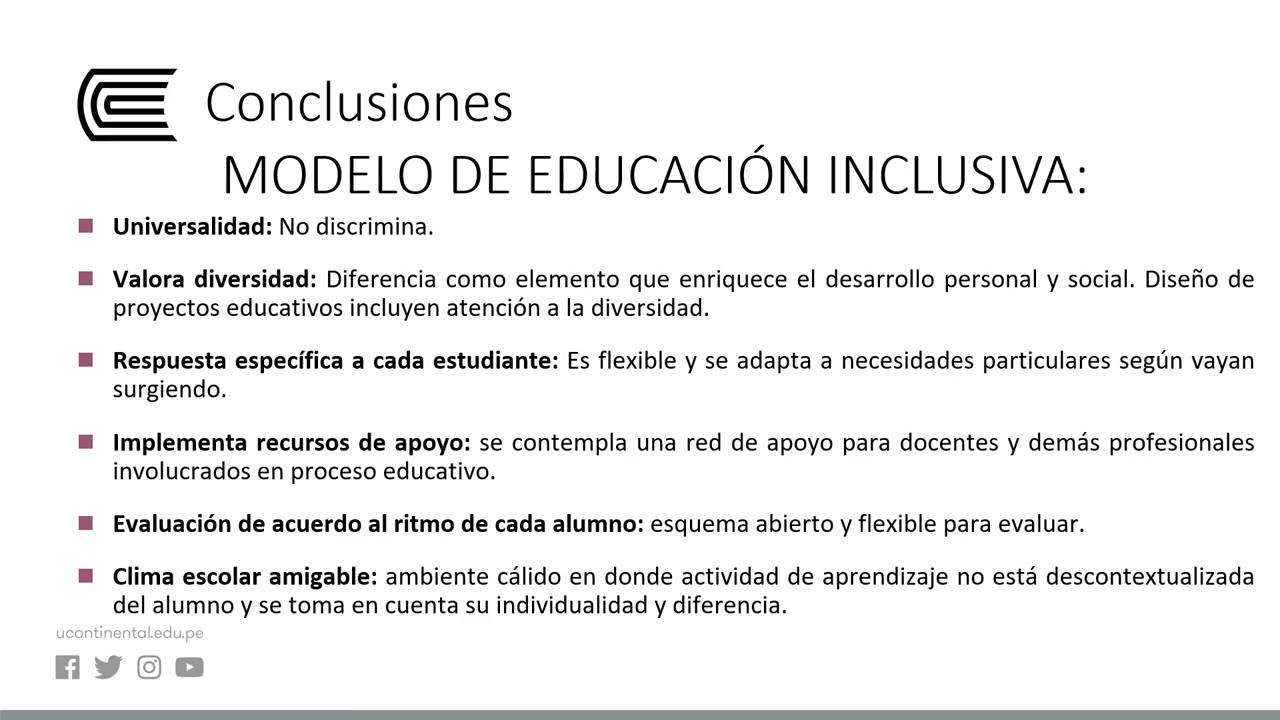 Conclusiones
MODELO DE EDUCACIÓN INCLUSIVA:
Universalidad: No discrimina.
Valora diversidad: Diferencia como elemento que enriquece el desarrollo personal y social. Diseño de
proyectos educativos incluyen atención a la diversidad.
Respuesta específica a cada estudiante: Es flexible y se adapta a necesidades particulares según vayan
surgiendo.
Implementa recursos de apoyo: se contempla una red de apoyo para docentes y demás profesionales
involucrados en proceso educativo.
Evaluación de acuerdo al ritmo de cada alumno: esquema abierto y flexible para evaluar.
Clima escolar amigable: ambiente cálido en donde actividad de aprendizaje no está descontextualizada
del alumno y se toma en cuenta su individualidad y diferencia.
ucontinental.edu.pe